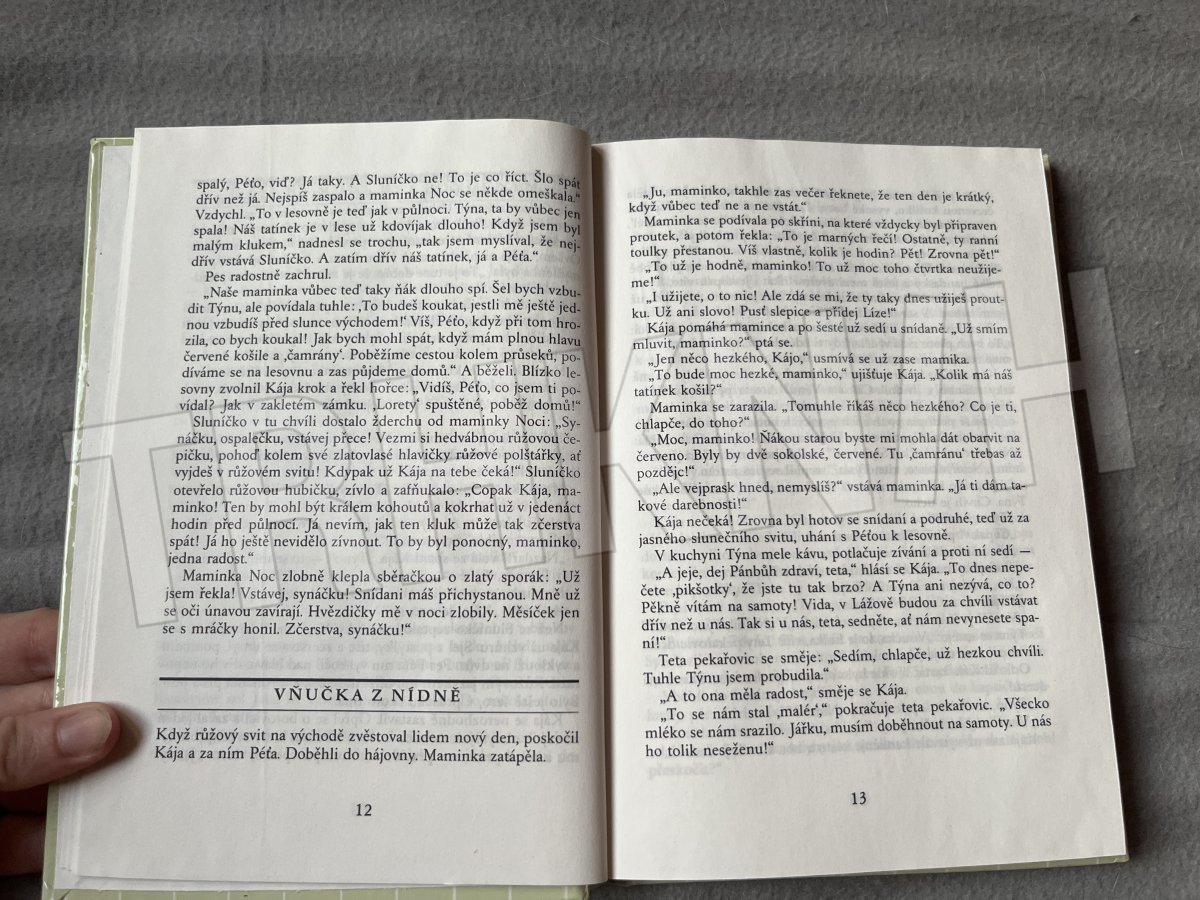 spalý, Péťo, viď? Já taky. A Sluníčko ne! To je co říct. Šlo spát
dřív než já. Nejspíš zaspalo a maminka Noc se někde omeškala.“
Vzdychl. „To v lesovně je teď jak v půlnoci. Týna, ta by vůbec jen
spala! Náš tatínek je v lese už kdovíjak dlouho! Když jsem byl
malým klukem,“ nadnesl se trochu, „tak jsem myslíval, že nej-
dřív vstává Sluníčko. A zatím dřív náš tatínek, já a Péťa.“
Pes radostně zachrul.
„Naše maminka vůbec teď taky ňák dlouho spí. Šel bych vzbu-
dit Týnu, ale povídala tuhle: ‚To budeš koukat, jestli mě ještě jed-
nou vzbudíš před slunce východem!‘ Víš, Péťo, když při tom hro-
zila, co bych koukal! Jak bych mohl spát, když mám plnou hlavu
červené košile a ‚čamrány‘. Poběžíme cestou kolem průseků, po-
díváme se na lesovnu a zas půjdeme domů.“ A běželi. Blízko le-
sovny zvolnil Kája krok a řekl hořce: „Vidíš, Péťo, co jsem ti po-
vídal? Jak v zakletém zámku. ‚Lorety‘ spuštěné, poběž domů!“
Sluníčko v tu chvíli dostalo žďerchu od maminky Noci: „Sy-
náčku, ospalečku, vstávej přece! Vezmi si hedvábnou růžovou če-
pičku, pohoď kolem své zlatovlasé hlavičky růžové polštářky, ať
vyjdeš v růžovém svitu! Kdypak už Kája na tebe čeká!“ Sluníčko
otevřelo růžovou hubičku, zívlo a zafňukalo: „Copak Kája, ma-
minko! Ten by mohl být králem kohoutů a kokrhat už v jedenáct
hodin před půlnocí. Já nevím, jak ten kluk může tak zčerstva
spát! Já ho ještě nevidělo zívnout. To by byl ponocný, maminko,
jedna radost.“
Maminka Noc zlobně klepla sběračkou o zlatý sporák: „Už
jsem řekla! Vstávej, synáčku! Snídani máš přichystanou. Mně už
se oči únavou zavírají. Hvězdičky mě v noci zlobily. Měsíček jen
se s mráčky honil. Zčerstva, synáčku!“
VŇUČKA Z NÍDNĚ
Když růžový svit na východě zvěstoval lidem nový den, poskočil
Kája a za ním Péťa. Doběhli do hájovny. Maminka zatápěla.
12
„Ju, maminko, takhle zas večer řeknete, že ten den je krátký,
když vůbec teď ne a ne vstát.“
Maminka se podívala po skříni, na které vždycky byl připraven
proutek, a potom řekla: „To je marných řečí! Ostatně, ty ranní
toulky přestanou. Víš vlastně, kolik je hodin? Pět! Zrovna pět!“
„To už je hodně, maminko! To už moc toho čtvrtka neužije-
me!“
„I užijete, o to nic! Ale zdá se mi, že ty taky dnes užiješ prout-
ku. Už ani slovo! Pusť slepice a přidej Líze!“
Kája pomáhá mamince a po šesté už sedí u snídaně. „Už smím
mluvit, maminko?“ ptá se.
„Jen něco hezkého, Kájo,“ usmívá se už zase mamika.
„To bude moc hezké, maminko,“ ujišťuje Kája. „Kolik má náš
tatínek košil?“
Maminka se zarazila. „Tomuhle říkáš něco hezkého? Co je ti,
chlapče, do toho?“
„Moc, maminko! Ňákou starou byste mi mohla dát obarvit na
červeno. Byly by dvě sokolské, červené. Tu ‚čamránu‘ třebas až
pozdějc!“
„Ale vejprask hned, nemyslíš?“ vstává maminka. „Já ti dám ta-
kové darebnosti!“
Kája nečeká! Zrovna byl hotov se snídaní a podruhé, teď už za
jasného slunečního svitu, uhání s Péťou k lesovně.
V kuchyni Týna mele kávu, potlačuje zívání a proti ní sedí —
„A jeje, dej Pánbůh zdraví, teta,“ hlásí se Kája. „To dnes nepe-
čete ‚pikšotky‘, že jste tu tak brzo? A Týna ani nezývá, co to?
Pěkně vítám na samoty! Vida, v Lážově budou za chvíli vstávat
dřív než u nás. Tak si u nás, teta, sedněte, ať nám nevynesete spa-
ní!“
Teta pekařovic se směje: „Sedím, chlapče, už hezkou chvíli.
Tuhle Týnu jsem probudila.“
„A to ona měla radost,“ směje se Kája.
„To se nám stal ‚malér‘,“ pokračuje teta pekařovic. „Všecko
mléko se nám srazilo. Járku, musím doběhnout na samoty. U nás
ho tolik neseženu!“
13